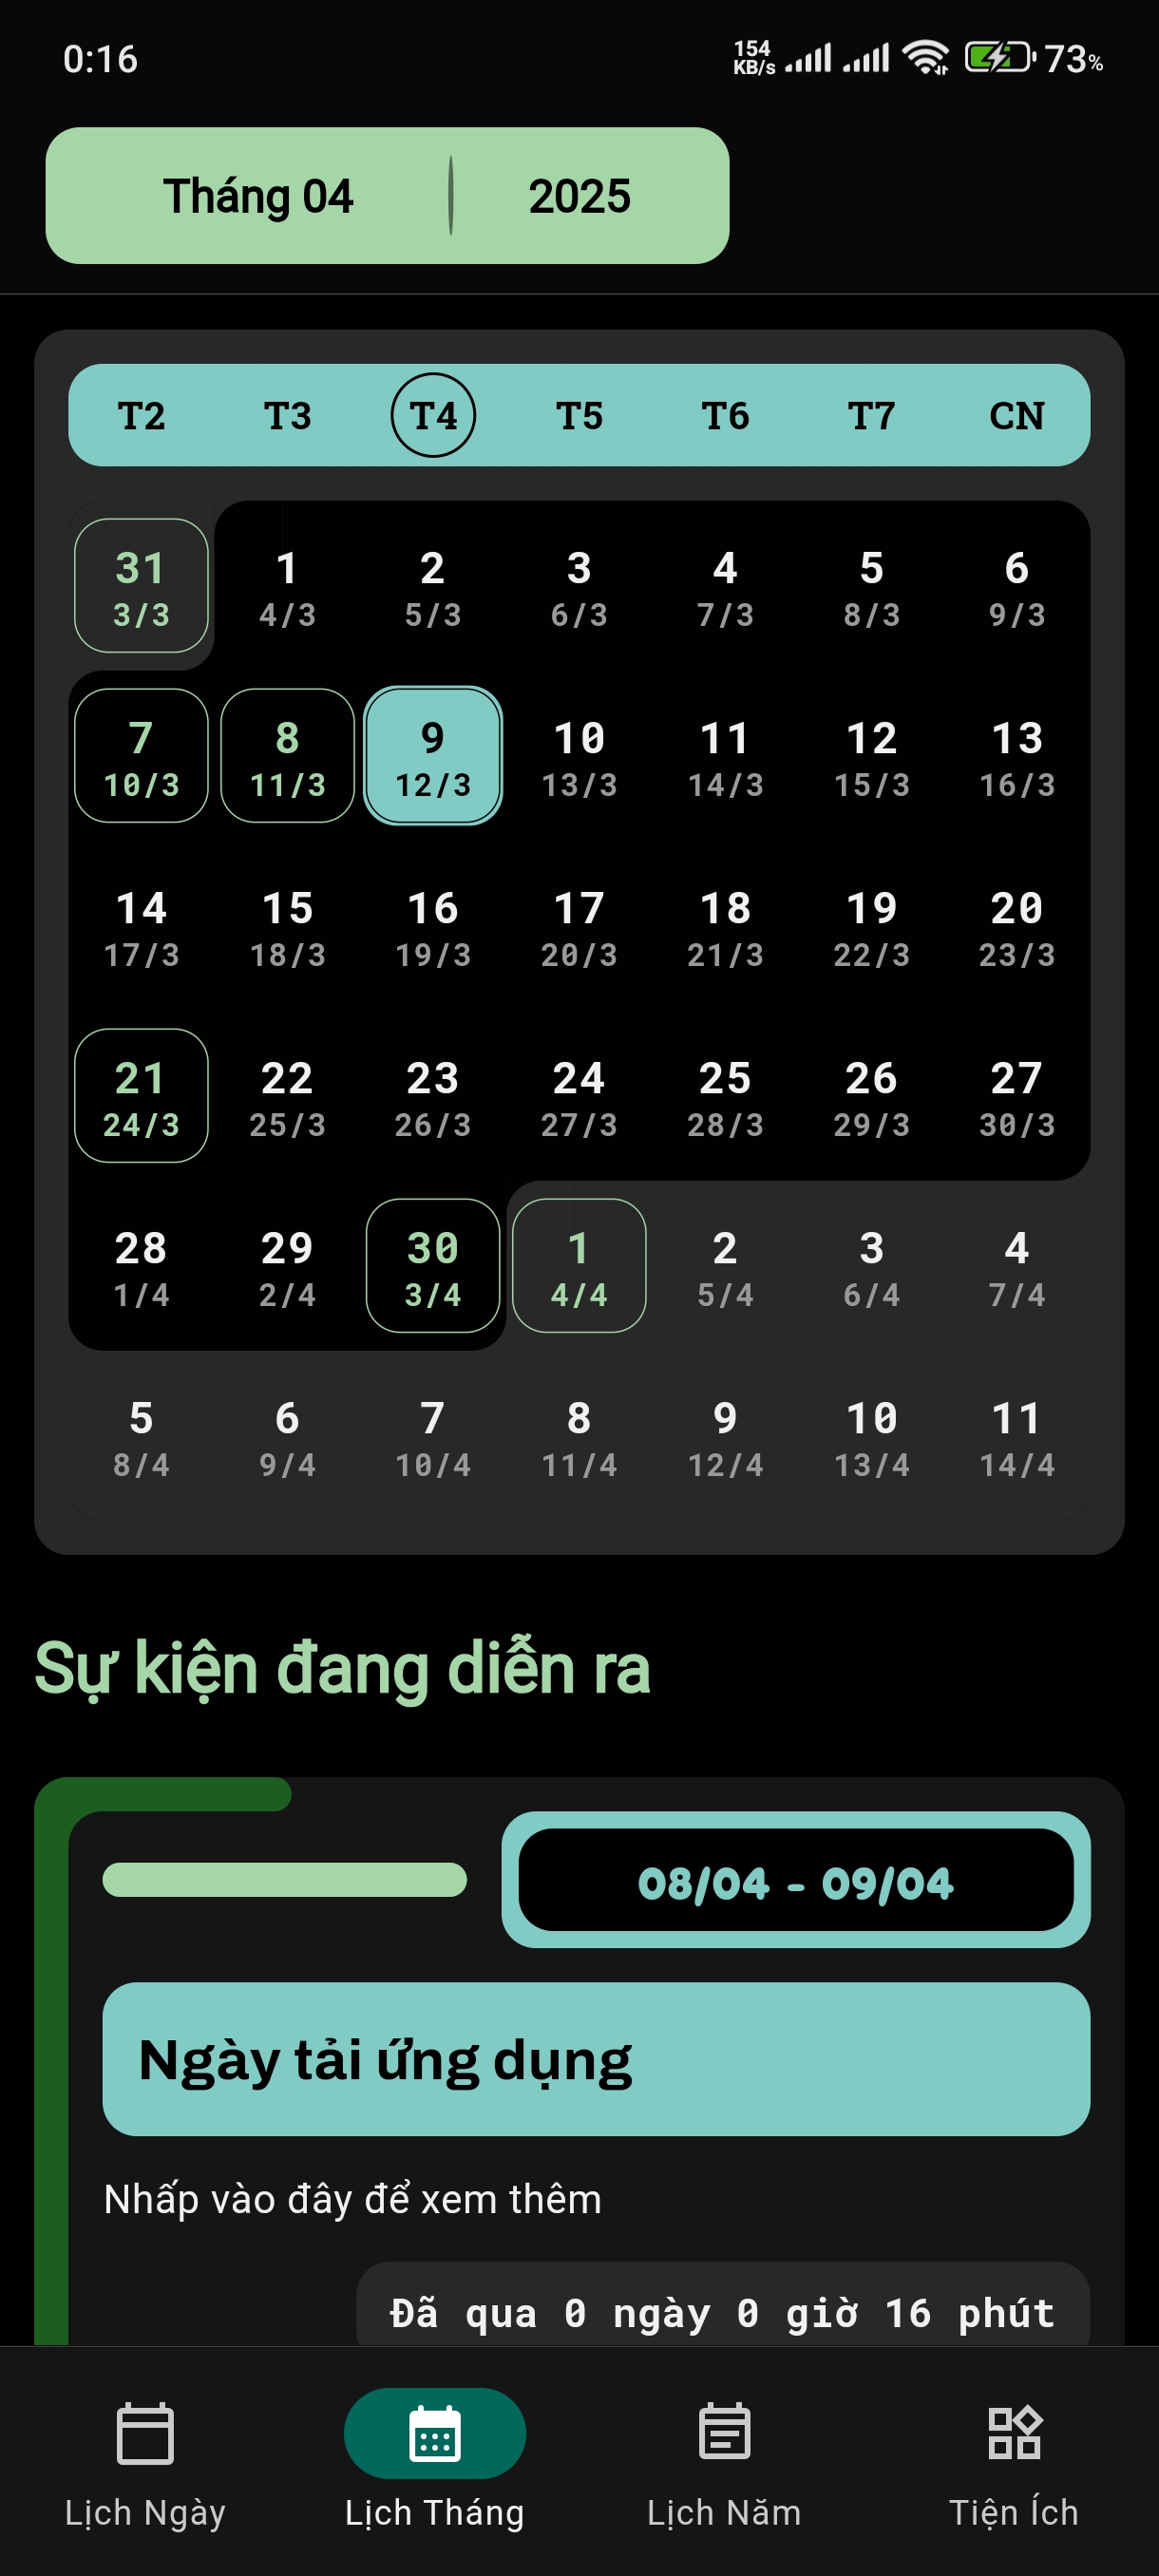 0:16
154
KB/s
73%
Tháng 04
2025
T2 T3 T4 T5 T6 T7 CN
31 1 2 3 4 5 6
3/3 4/3 5/3 6/3 7/3 8/3 9/3
7 8 9 10 11 12 13
10/3 11/3 12/3 13/3 14/3 15/3 16/3
14 15 16 17 18 19 20
17/3 18/3 19/3 20/3 21/3 22/3 23/3
21 22 23 24 25 26 27
24/3 25/3 26/3 27/3 28/3 29/3 30/3
28 29 30 1 2 3 4
1/4 2/4 3/4 4/4 5/4 6/4 7/4
5 6 7 8 9 10 11
8/4 9/4 10/4 11/4 12/4 13/4 14/4
Sự kiện đang diễn ra
08/04 - 09/04
Ngày tải ứng dụng
Nhấp vào đây để xem thêm
Đã qua 0 ngày 0 giờ 16 phút
Lịch Ngày Lịch Tháng Lịch Năm Tiện Ích